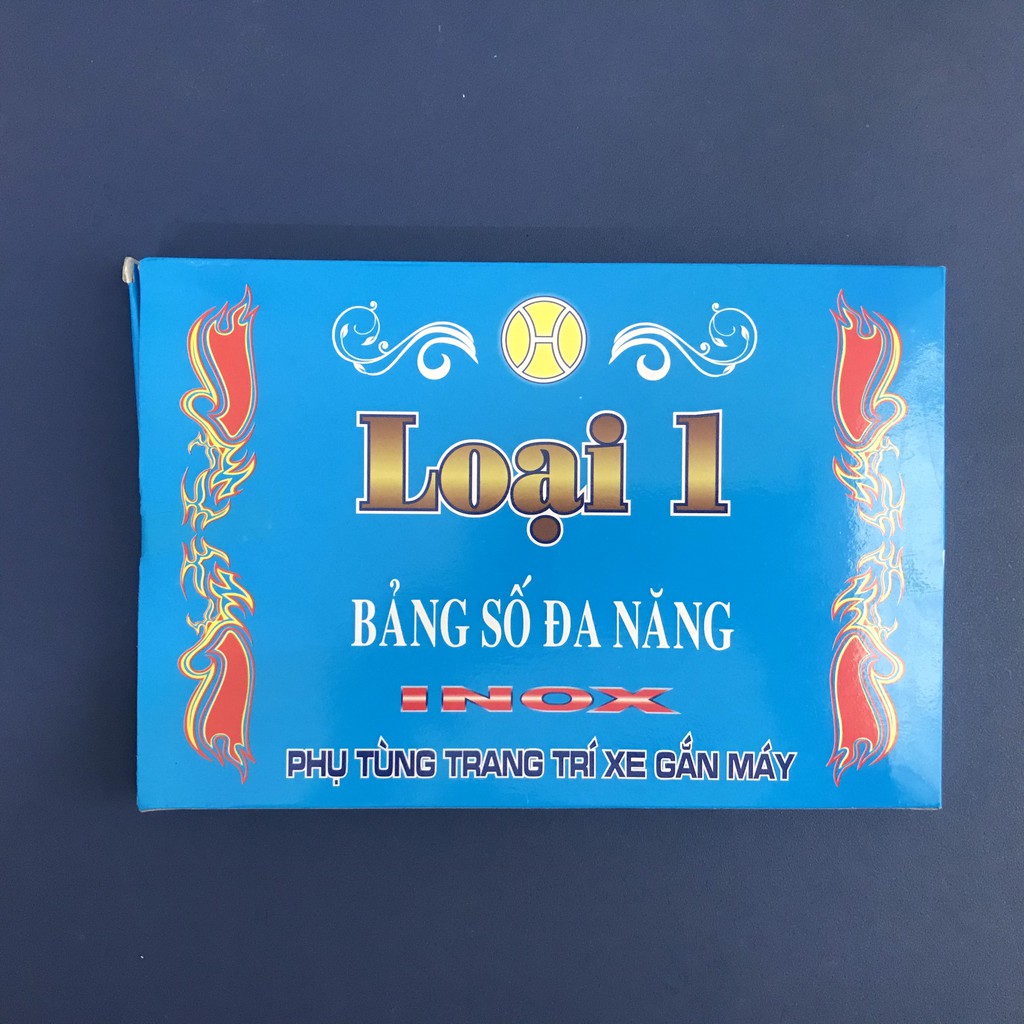 H
Loại 1
BẢNG SỐ ĐA NĂNG
INOX
PHỤ TÙNG TRANG TRÍ XE GẮN MÁY